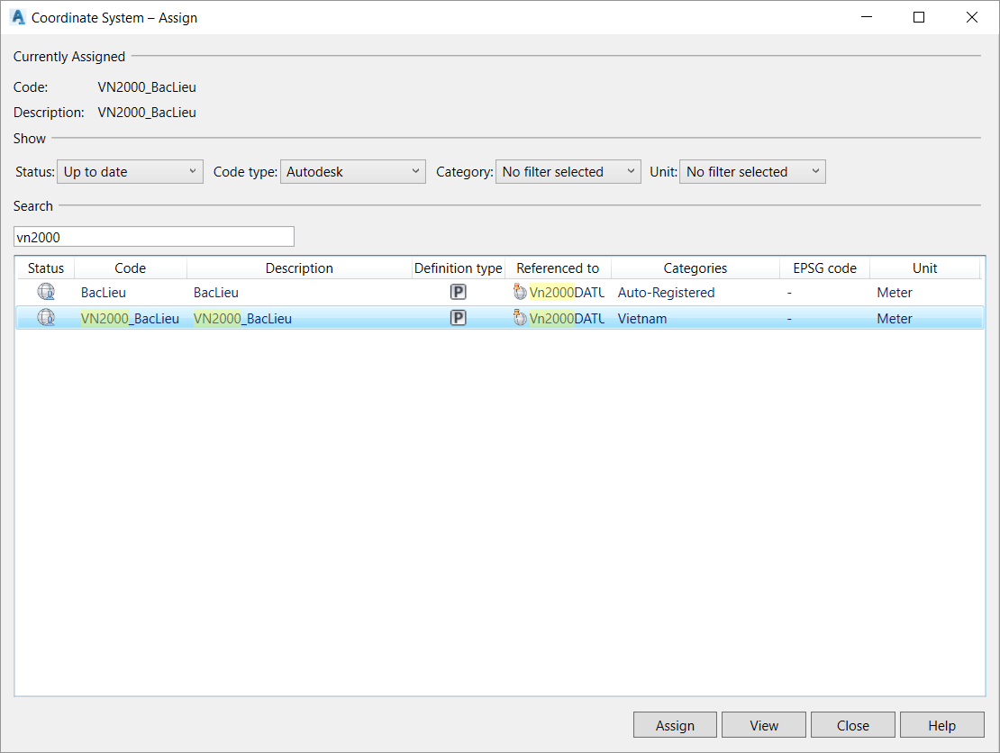 Coordinate System – Assign
Currently Assigned
Code: VN2000_BacLieu
Description: VN2000_BacLieu
Show
Status: Up to date Code type: Autodesk Category: No filter selected Unit: No filter selected
Search
vn2000
Status Code Description Definition type Referenced to Categories EPSG code Unit
BacLieu BacLieu P Vn2000DATU Auto-Registered - Meter
VN2000_BacLieu VN2000_BacLieu P Vn2000DATU Vietnam - Meter
Assign View Close Help